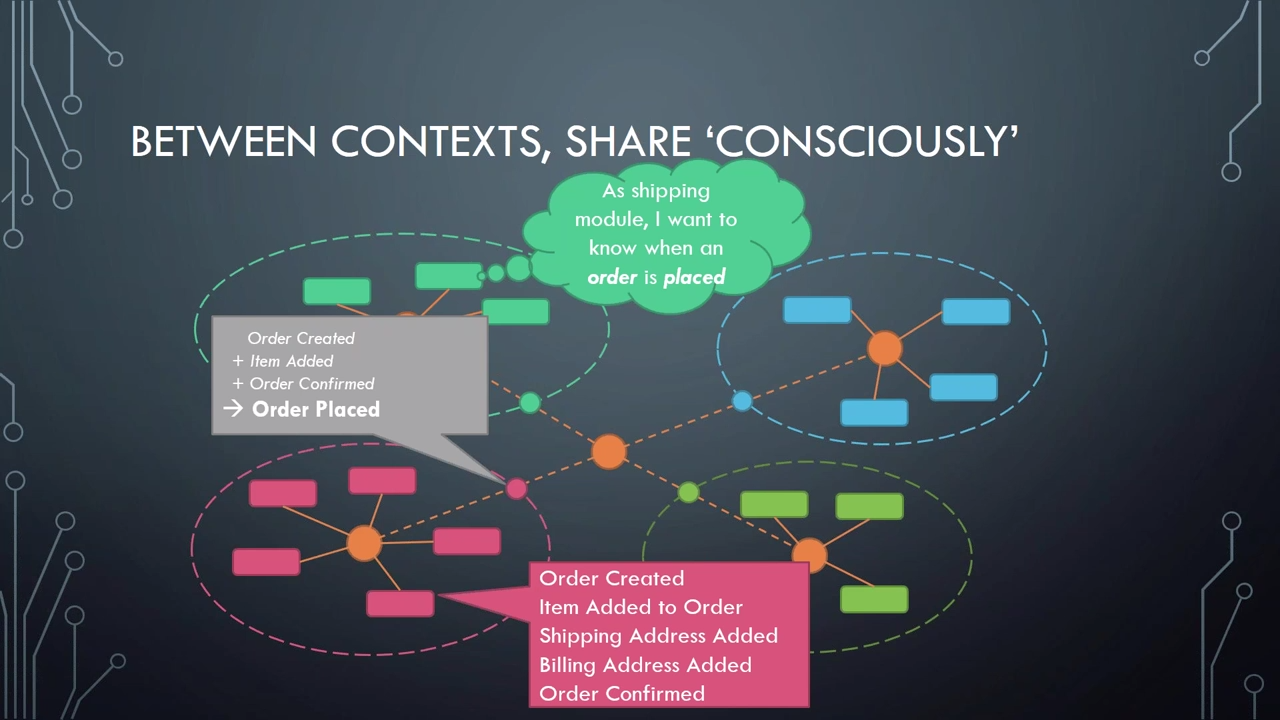 BETWEEN CONTEXTS, SHARE ‘CONSCIOUSLY’
As shipping
module, I want to
know when an
order is placed
Order Created
+ Item Added
+ Order Confirmed
→ Order Placed
Order Created
Item Added to Order
Shipping Address Added
Billing Address Added
Order Confirmed